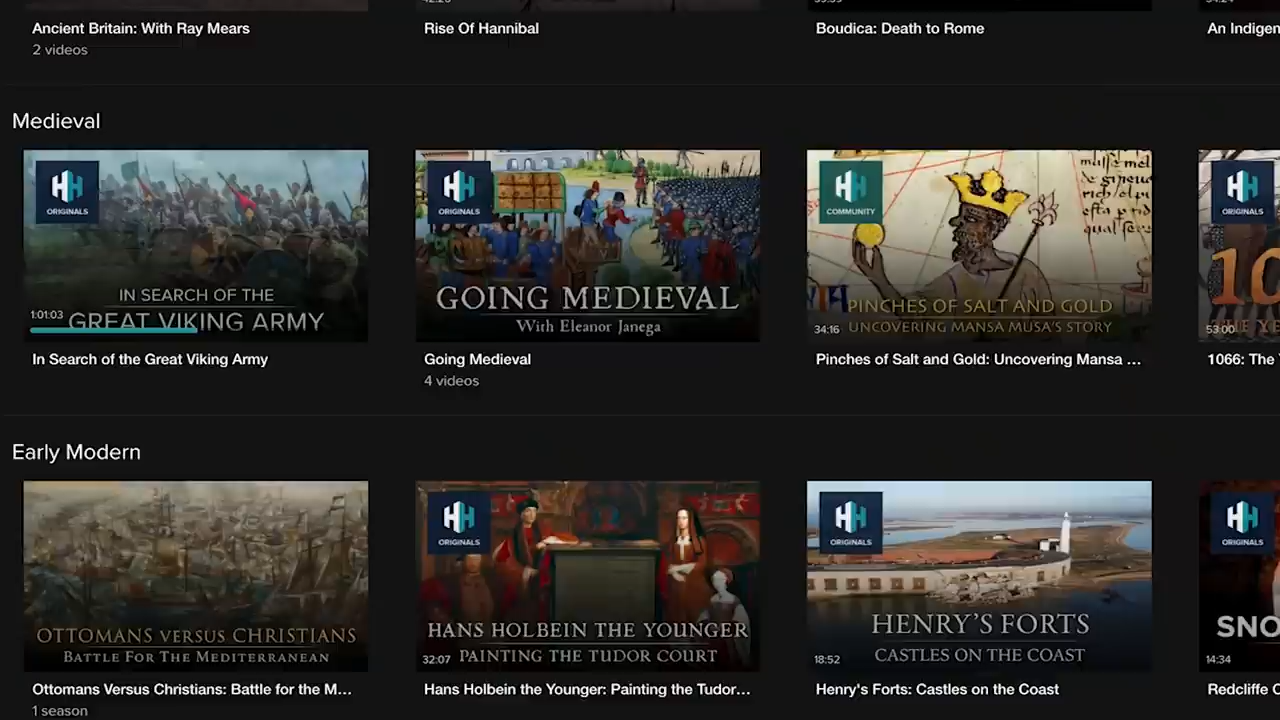 Ancient Britain: With Ray Mears
2 videos
Rise Of Hannibal
Boudica: Death to Rome
An Indigen
Medieval
ORIGINALS
IN SEARCH OF THE
GREAT VIKING ARMY
1:01:03
In Search of the Great Viking Army
ORIGINALS
GOING MEDIEVAL
With Eleanor Janega
Going Medieval
4 videos
COMMUNITY
PINCHES OF SALT AND GOLD
UNCOVERING MANSA MUSA'S STORY
34:16
Pinches of Salt and Gold: Uncovering Mansa ...
ORIGINALS
10
53:00
THE YE
1066: The
Early Modern
OTTOMANS VERSUS CHRISTIANS
BATTLE FOR THE MEDITERRANEAN
Ottomans Versus Christians: Battle for the M...
1 season
ORIGINALS
HANS HOLBEIN THE YOUNGER
PAINTING THE TUDOR COURT
32:07
Hans Holbein the Younger: Painting the Tudor...
ORIGINALS
HENRY'S FORTS
CASTLES ON THE COAST
18:52
Henry's Forts: Castles on the Coast
ORIGINALS
SNO
14:34
Redcliffe C